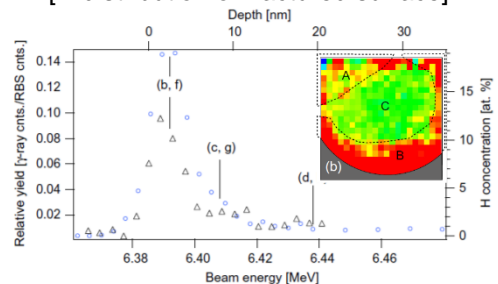 Depth [nm]
0 10 20 30
0.14
0.12
0.10
0.08
0.06
0.04
0.02
Relative yield [γ-ray cnts./RBS cnts.]
(b, f)
(c, g)
(d,
A
C
B
(b)
15
10
5
0
H concentration [at. %]
6.38 6.40 6.42 6.44 6.46
Beam energy [MeV]